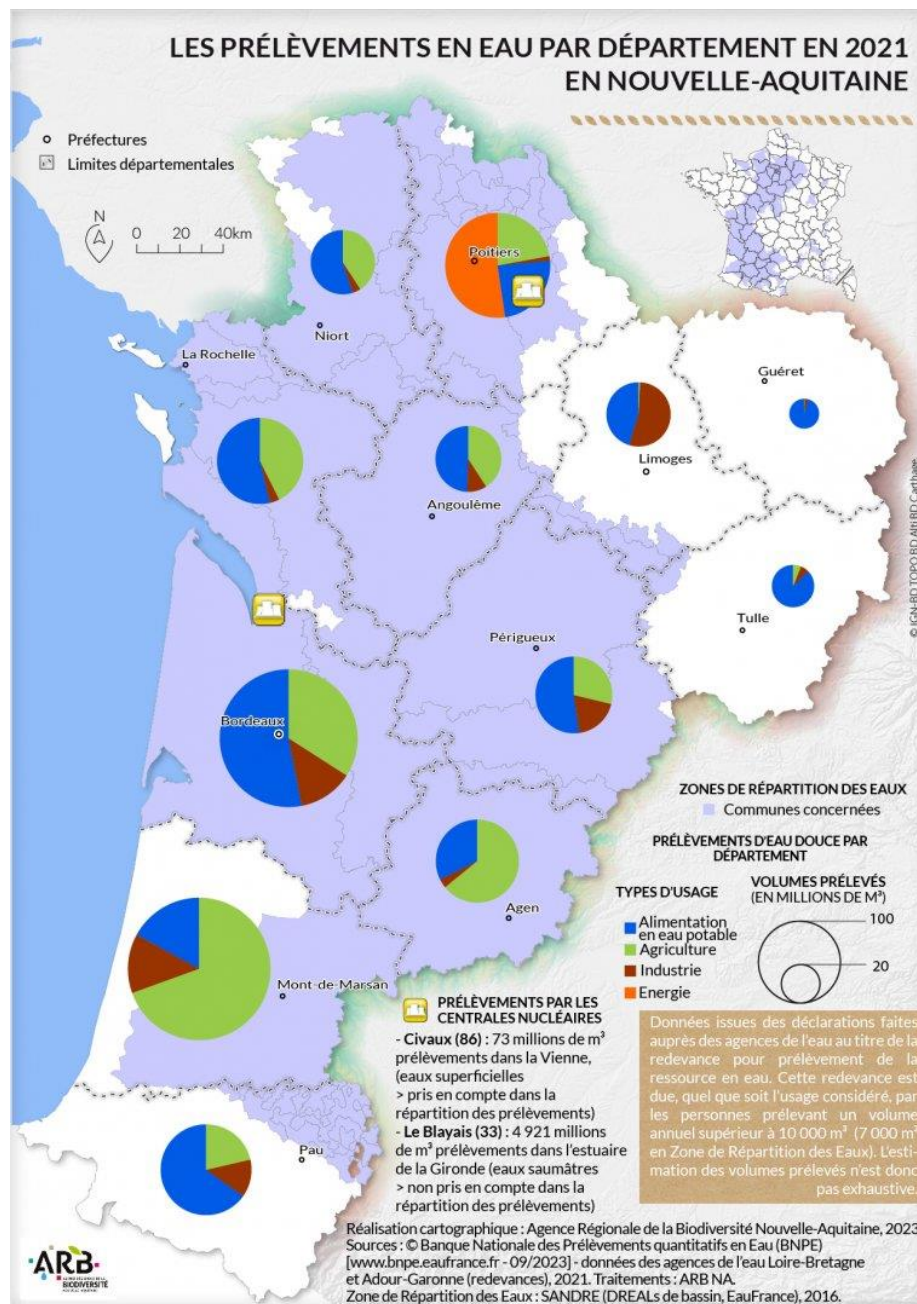 LES PRÉLÈVEMENTS EN EAU PAR DÉPARTEMENT EN 2021
EN NOUVELLE-AQUITAINE
Préfectures
Limites départementales
N
0 20 40km
Poitiers
Niort
La Rochelle
Guéret
Limoges
Angoulême
Tulle
Périgueux
Bordeaux
Agen
Mont-de-Marsan
Pau
© IGN-BD TOPO BD Alti BD Carthage
ZONES DE RÉPARTITION DES EAUX
Communes concernées
PRÉLÈVEMENTS D'EAU DOUCE PAR
DÉPARTEMENT
TYPES D'USAGE
Alimentation
en eau potable
Agriculture
Industrie
Energie
VOLUMES PRÉLEVÉS
(EN MILLIONS DE M³)
100
20
PRÉLÈVEMENTS PAR LES
CENTRALES NUCLÉAIRES
- Civaux (86) : 73 millions de m³
prélèvements dans la Vienne,
(eaux superficielles
> pris en compte dans la
répartition des prélèvements)
- Le Blayais (33) : 4 921 millions
de m³ prélèvements dans l'estuaire
de la Gironde (eaux saumâtres
> non pris en compte dans la
répartition des prélèvements)
Données issues des déclarations faites
auprès des agences de l'eau au titre de la
redevance pour prélèvement de la
ressource en eau. Cette redevance est
due, quel que soit l'usage considéré, par
les personnes prélevant un volume
annuel supérieur à 10 000 m³ (7 000 m³
en Zone de Répartition des Eaux). L'esti-
mation des volumes prélevés n'est donc
pas exhaustive.
Réalisation cartographique : Agence Régionale de la Biodiversité Nouvelle-Aquitaine, 2023
Sources : © Banque Nationale des Prélèvements quantitatifs en Eau (BNPE)
[www.bnpe.eaufrance.fr - 09/2023] - données des agences de l'eau Loire-Bretagne
et Adour-Garonne (redevances), 2021. Traitements : ARB NA.
Zone de Répartition des Eaux : SANDRE (DREALs de bassin, EauFrance), 2016.
ARB
BIODIVERSITÉ